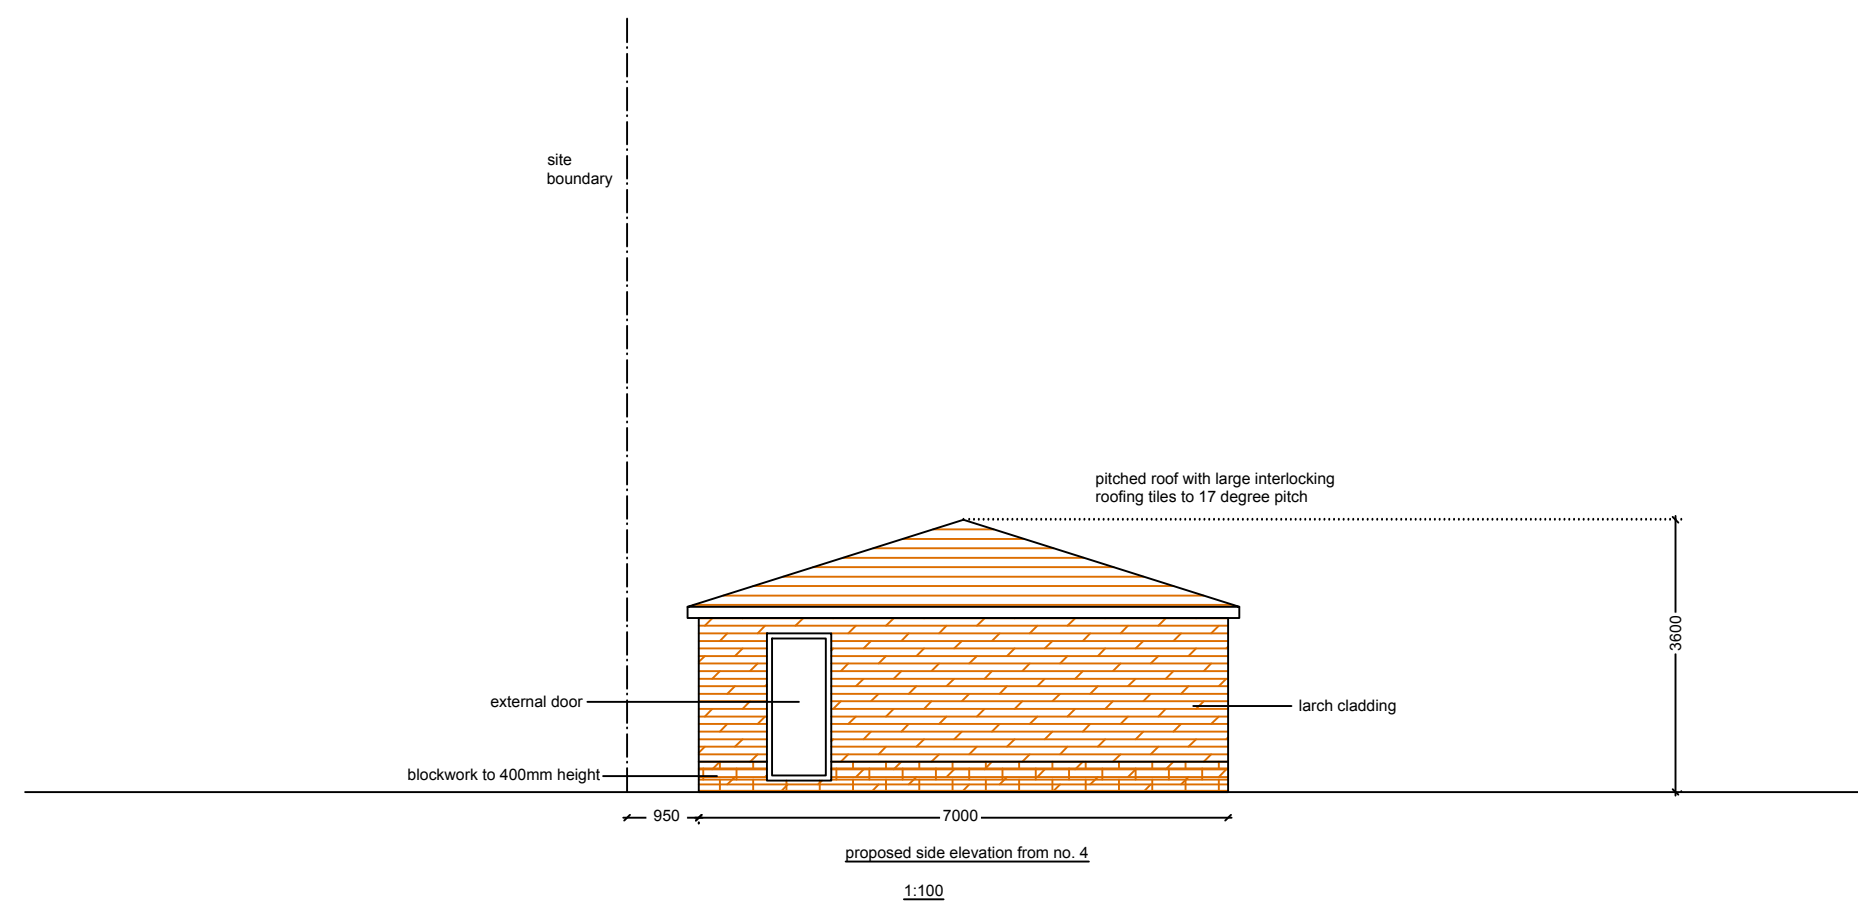 site
boundary
pitched roof with large interlocking
roofing tiles to 17 degree pitch
3600
external door
larch cladding
blockwork to 400mm height
950
7000
proposed side elevation from no. 4
1:100